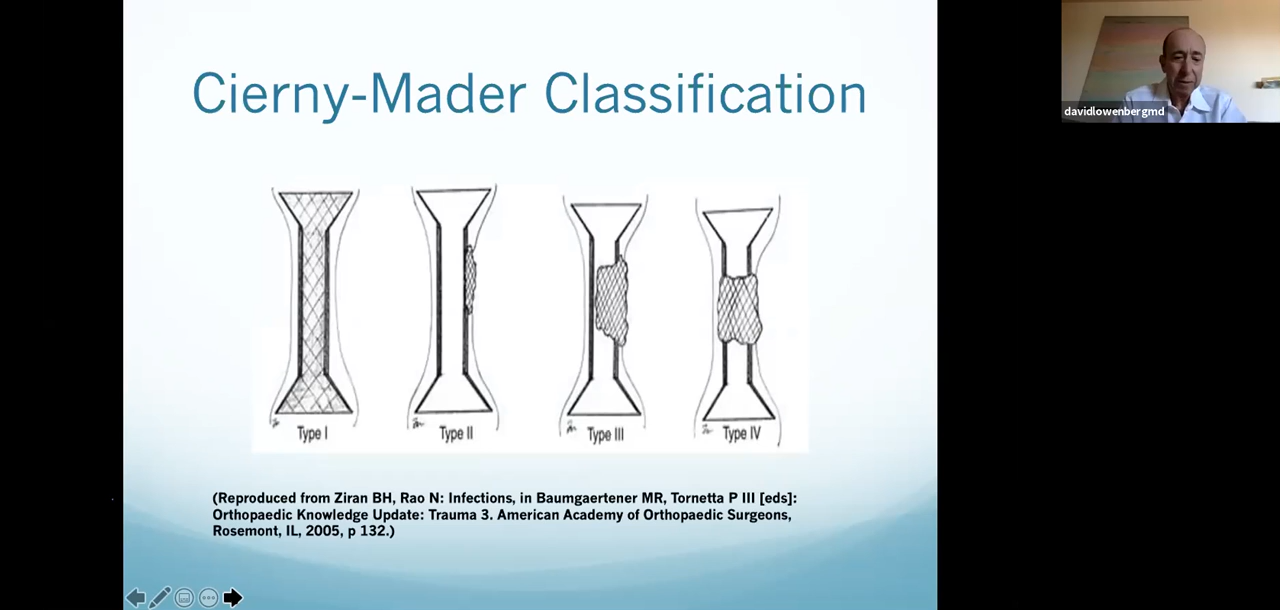 Cierny-Mader Classification
davidlowenbergmd
Type I
Type II
Type III
Type IV
(Reproduced from Ziran BH, Rao N: Infections, in Baumgaertener MR, Tornetta P III [eds]:
Orthopaedic Knowledge Update: Trauma 3. American Academy of Orthopaedic Surgeons,
Rosemont, IL, 2005, p 132.)